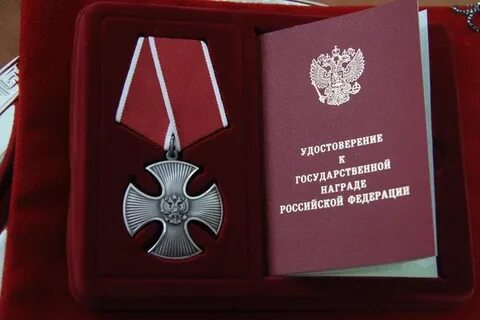 УДОСТОВЕРЕНИЕ
К
ГОСУДАРСТВЕННОЙ
НАГРАДЕ
РОССИЙСКОЙ ФЕДЕРАЦИИ